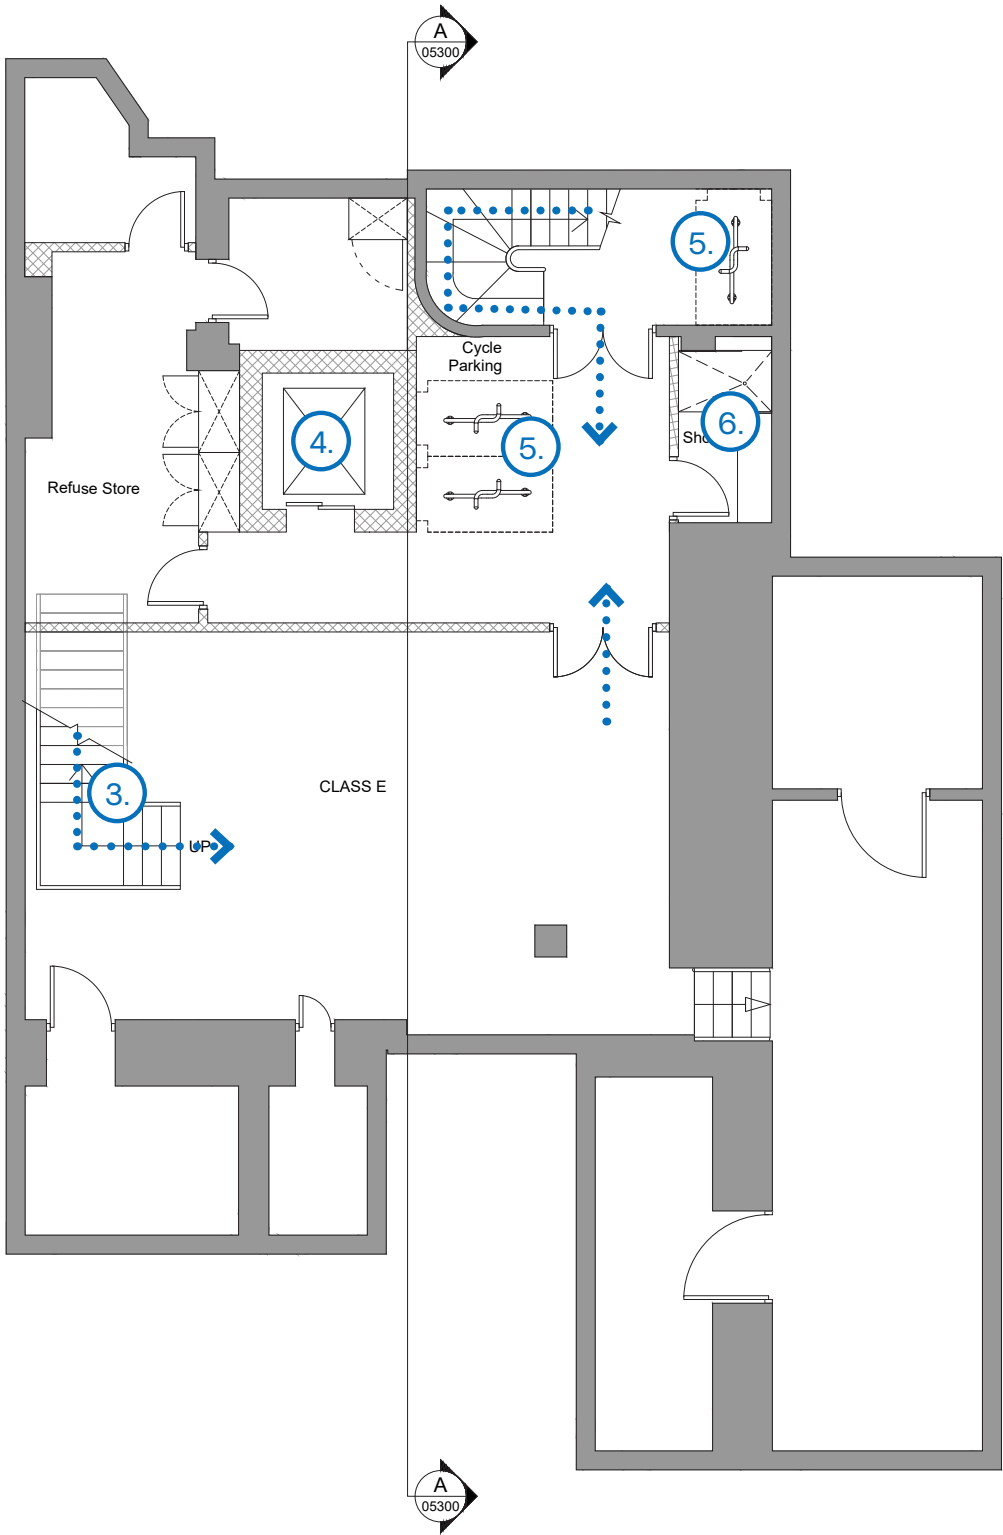 A
05300
5.
Cycle
Parking
4.
5.
6.
Refuse Store
3.
CLASS E
UP
A
05300